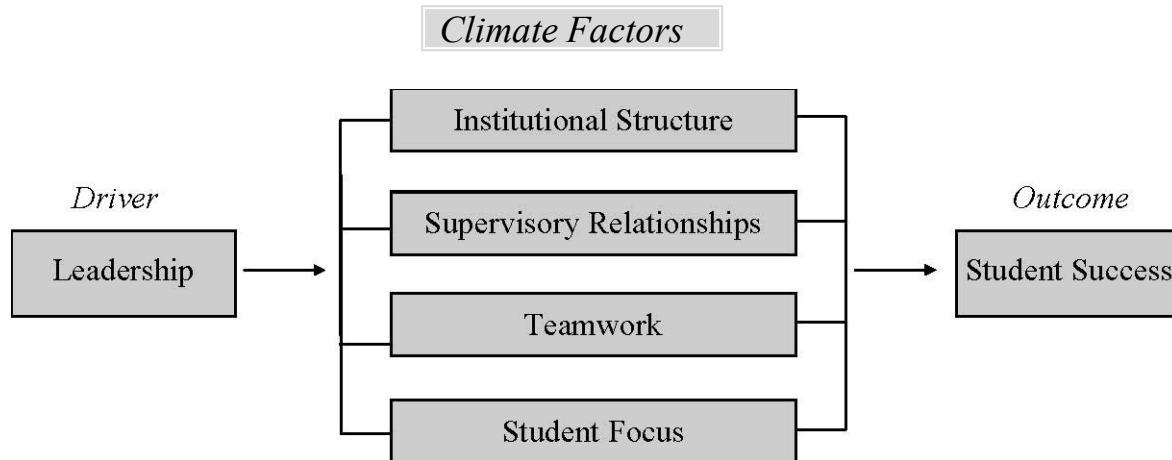 Climate Factors
Institutional Structure
Driver
Supervisory Relationships
Outcome
Leadership
Student Success
Teamwork
Student Focus